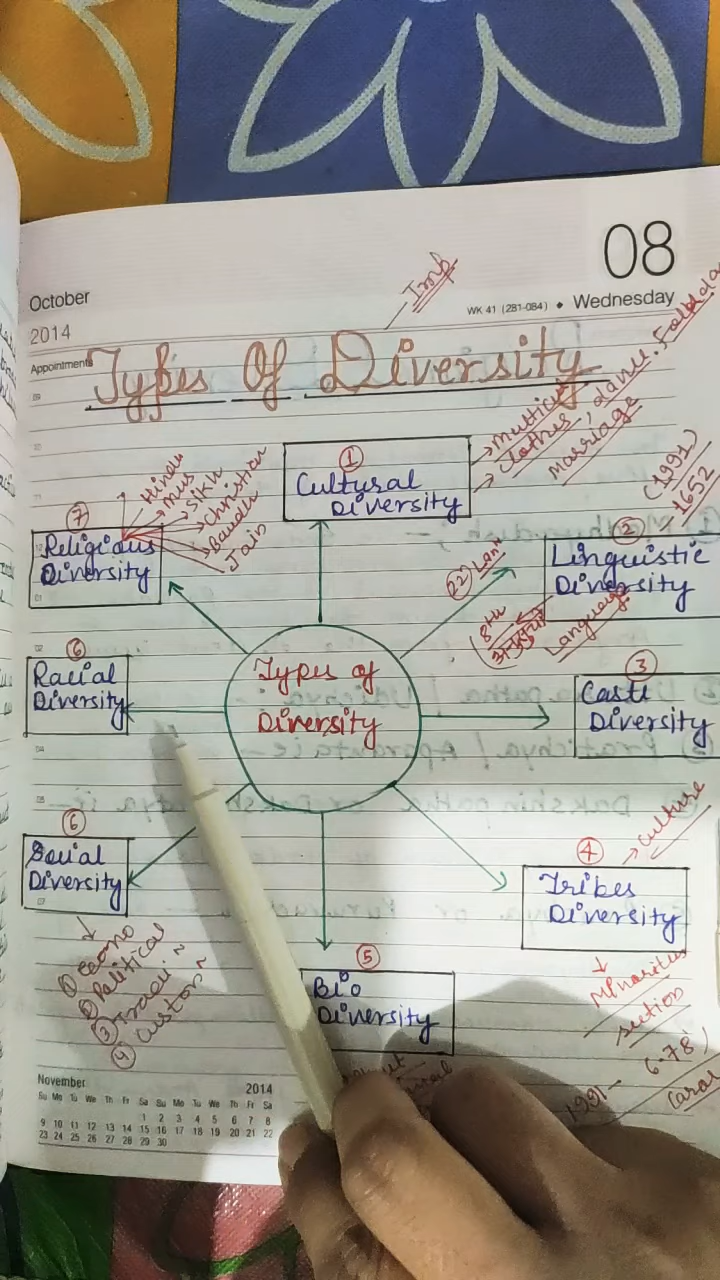 October
08
WK 41 (281-084) • Wednesday
2014
Imp
Appointments
Types Of Diversity
①
Cultural
Diversity
clothes, dance.
Marriage
⑦
Religious
Diversity
Hindu
Mus
Sikh
Christian
Baudh
Jain
(1991)
1652
②
Linguistic
Diversity
Language
(22) Lanⁿ
8th
⑥
Racial
Diversity
Types of
Diversity
③
Caste
Diversity
⑥
Social
Diversity
① Econo
② Political
③ Tradi ~
④ Custom ~
④
Tribes
Diversity
culture
section
1991- 6.78%
⑤
Bio
Diversity
November 2014
Su Mo Tu We Th Fr Sa Su Mo Tu We Th Fr Sa
1 2 3 4 5 6 7 8
9 10 11 12 13 14 15 16 17 18 19 20 21 22
23 24 25 26 27 28 29 30